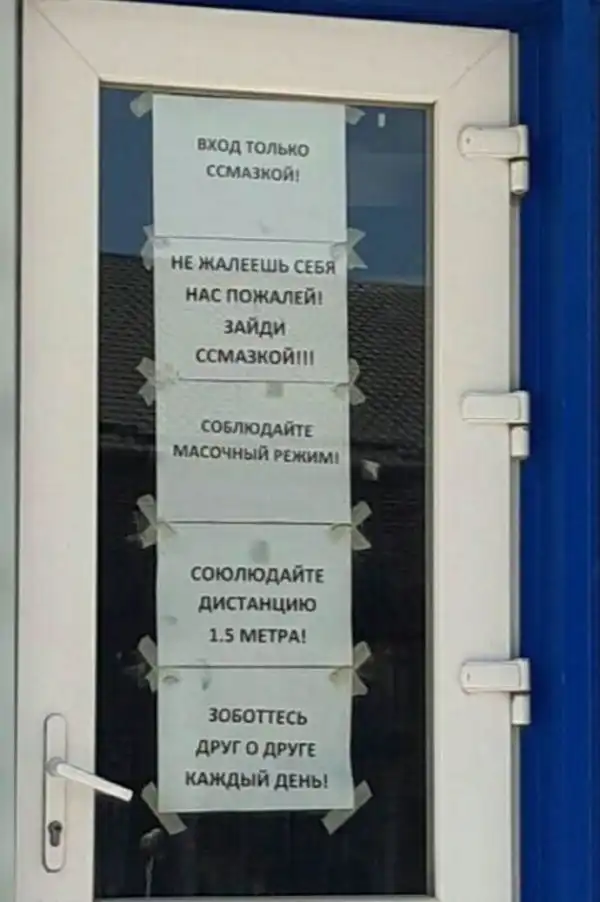 ВХОД ТОЛЬКО
ССМАЗКОЙ!
НЕ ЖАЛЕЕШЬ СЕБЯ
НАС ПОЖАЛЕЙ!
ЗАЙДИ
ССМАЗКОЙ!!!
СОБЛЮДАЙТЕ
МАСОЧНЫЙ РЕЖИМ!
СОЮЛЮДАЙТЕ
ДИСТАНЦИЮ
1.5 МЕТРА!
ЗОБОТТЕСЬ
ДРУГ О ДРУГЕ
КАЖДЫЙ ДЕНЬ!